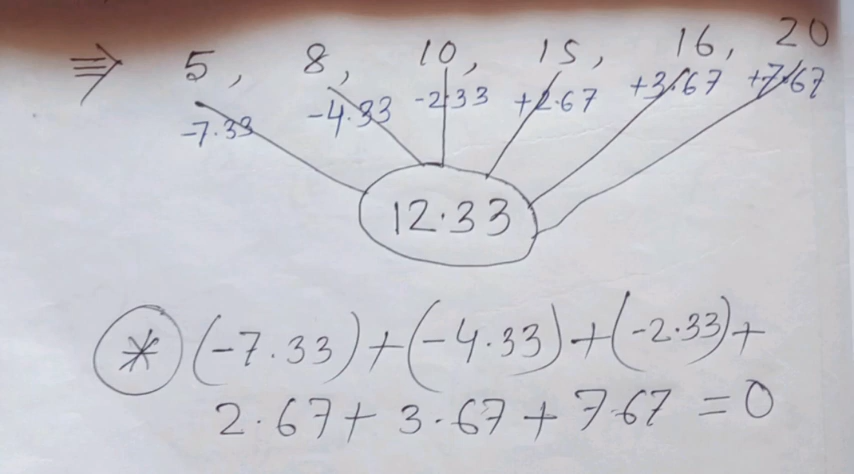 ⇒ 5, 8, 10, 15, 16, 20
-7.33 -4.33 -2.33 +2.67 +3.67 +7.67
12.33
* (-7.33)+(-4.33)+(-2.33)+
2.67+ 3.67 + 7.67 = 0